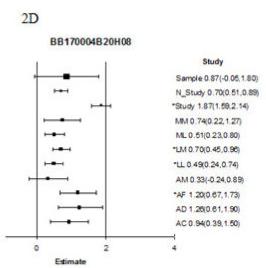 2D
BB170004B20H08
Study
Sample 0.87(-0.05,1.80)
N_Study 0.70(0.51,0.89)
*Study 1.87(1.59,2.14)
MM 0.74(0.22,1.27)
ML 0.51(0.23,0.80)
*LM 0.70(0.45,0.96)
*LL 0.49(0.24,0.74)
AM 0.33(-0.24,0.89)
*AF 1.20(0.67,1.73)
AD 1.26(0.61,1.90)
AC 0.94(0.39,1.50)
0 2 4
Estimate